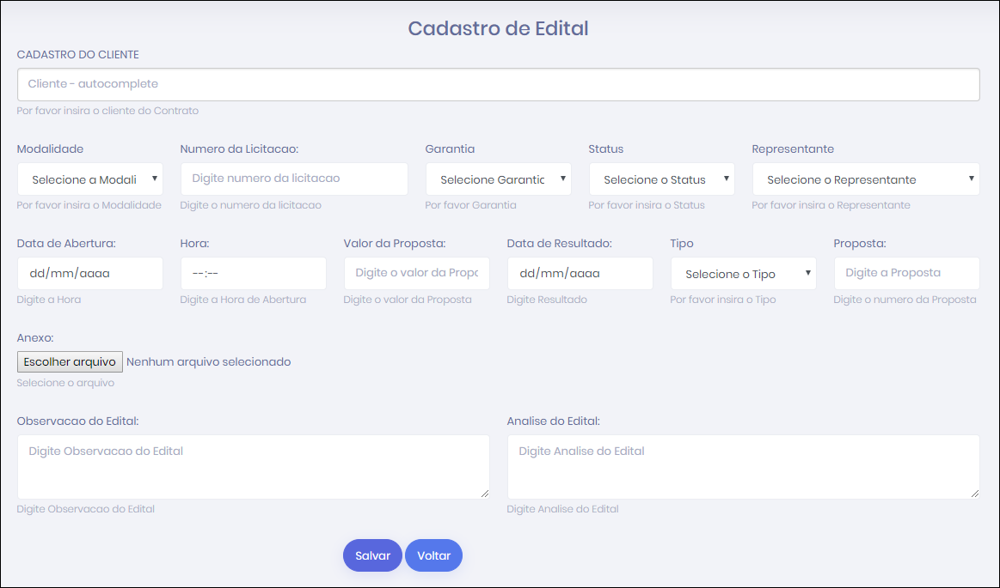 Cadastro de Edital
CADASTRO DO CLIENTE
Cliente - autocomplete
Por favor insira o cliente do Contrato
Modalidade Numero da Licitacao: Garantia Status Representante
Selecione a Modali Digite numero da licitacao Selecione Garantic Selecione o Status Selecione o Representante
Por favor insira o Modalidade Digite o numero da licitacao Por favor Garantia Por favor insira o Status Por favor insira o Representante
Data de Abertura: Hora: Valor da Proposta: Data de Resultado: Tipo Proposta:
dd/mm/aaaa --:-- Digite o valor da Propc dd/mm/aaaa Selecione o Tipo Digite a Proposta
Digite a Hora Digite a Hora de Abertura Digite o valor da Proposta Digite Resultado Por favor insira o Tipo Digite o numero da Proposta
Anexo:
Escolher arquivo Nenhum arquivo selecionado
Selecione o arquivo
Observacao do Edital: Analise do Edital:
Digite Observacao do Edital Digite Analise do Edital
Digite Observacao do Edital Digite Analise do Edital
Salvar Voltar